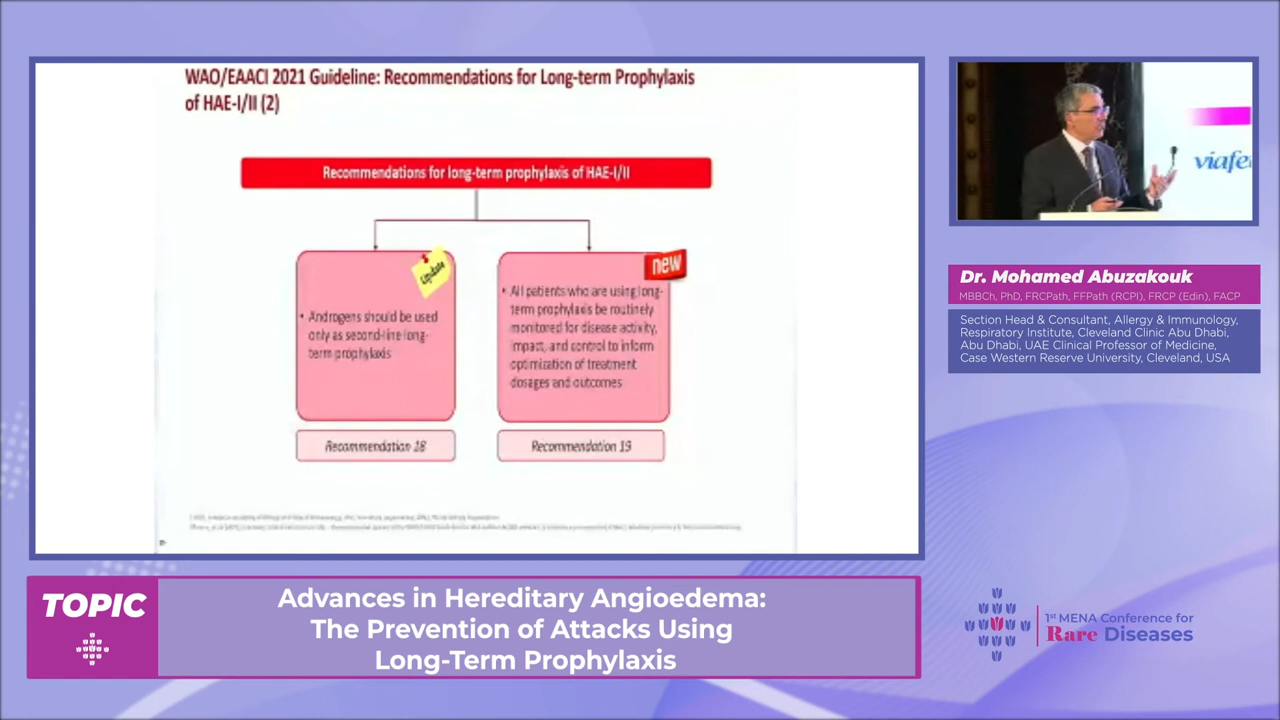 WAO/EAACI 2021 Guideline: Recommendations for Long-term Prophylaxis
of HAE-I/II (2)
Recommendations for long-term prophylaxis of HAE-I/II
Update
• Androgens should be used
only as second-line long-
term prophylaxis
Recommendation 18
new
• All patients who are using long-
term prophylaxis be routinely
monitored for disease activity,
impact, and control to inform
optimization of treatment
dosages and outcomes
Recommendation 19
Dr. Mohamed Abuzakouk
MBBCh, PhD, FRCPath, FFPath (RCPI), FRCP (Edin), FACP
Section Head & Consultant, Allergy & Immunology,
Respiratory Institute, Cleveland Clinic Abu Dhabi,
Abu Dhabi, UAE Clinical Professor of Medicine,
Case Western Reserve University, Cleveland, USA
TOPIC
Advances in Hereditary Angioedema:
The Prevention of Attacks Using
Long-Term Prophylaxis
1st MENA Conference for
Rare Diseases